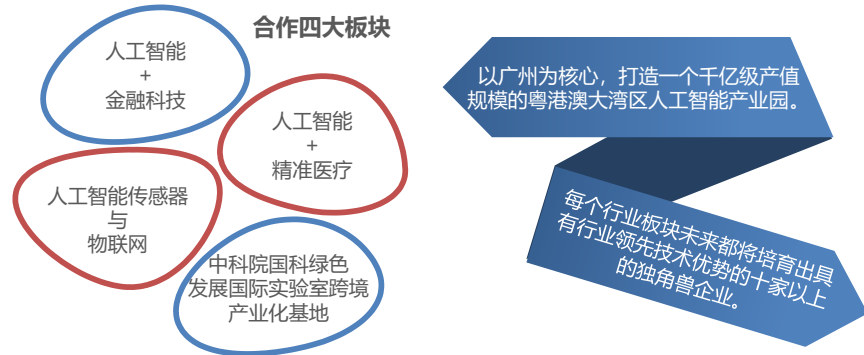 合作四大板块
人工智能
+
金融科技
人工智能
+
精准医疗
人工智能传感器
与
物联网
中科院国科绿色
发展国际实验室跨境
产业化基地
以广州为核心，打造一个千亿级产值
规模的粤港澳大湾区人工智能产业园。
每个行业板块未来都将培育出具
有行业领先技术优势的十家以上
的独角兽企业。